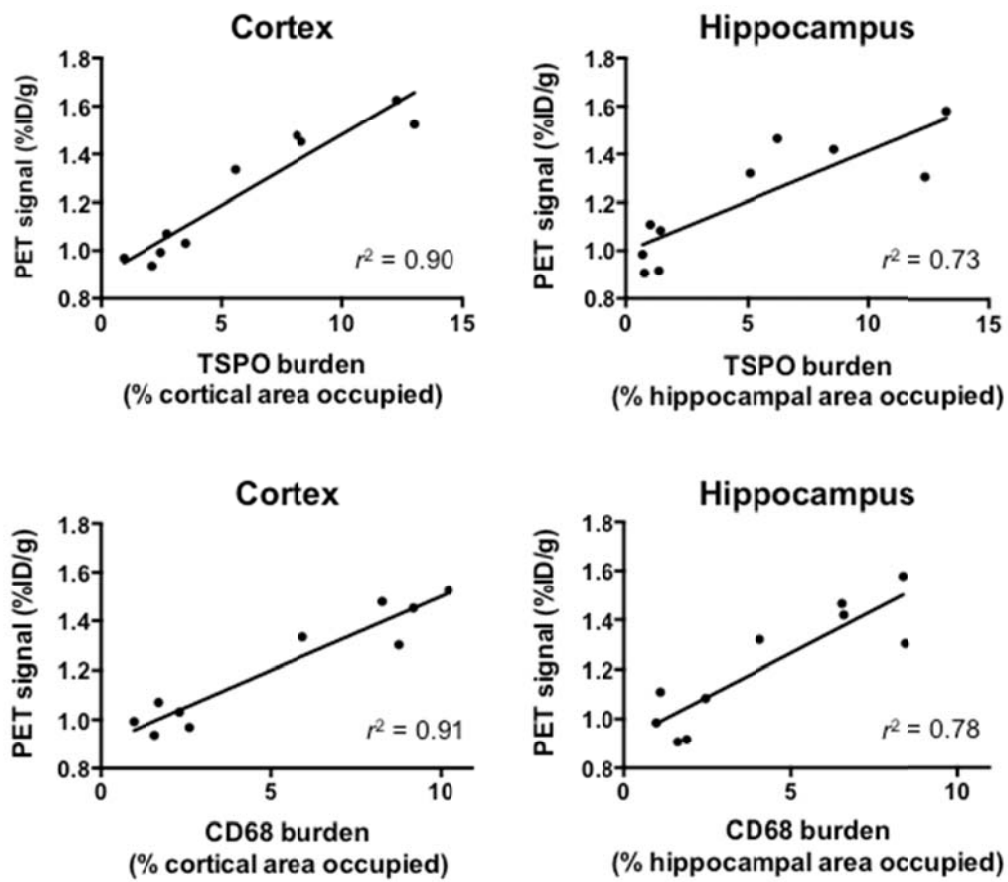 Cortex
PET signal (%ID/g)
1.8
1.6
1.4
1.2
1.0
0.8
r² = 0.90
0 5 10 15
TSPO burden
(% cortical area occupied)
Hippocampus
PET signal (%ID/g)
1.8
1.6
1.4
1.2
1.0
0.8
r² = 0.73
0 5 10 15
TSPO burden
(% hippocampal area occupied)
Cortex
PET signal (%ID/g)
1.8
1.6
1.4
1.2
1.0
0.8
r² = 0.91
0 5 10
CD68 burden
(% cortical area occupied)
Hippocampus
PET signal (%ID/g)
1.8
1.6
1.4
1.2
1.0
0.8
r² = 0.78
0 5 10
CD68 burden
(% hippocampal area occupied)